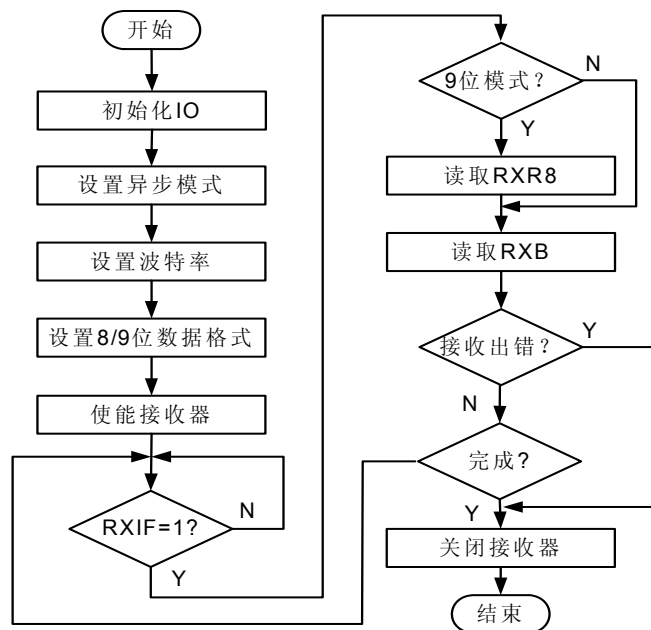 开始
初始化IO
设置异步模式
设置波特率
设置8/9位数据格式
使能接收器
RXIF=1?
N
Y
9位模式？
N
Y
读取RXR8
读取RXB
接收出错？
Y
N
完成?
Y
关闭接收器
结束